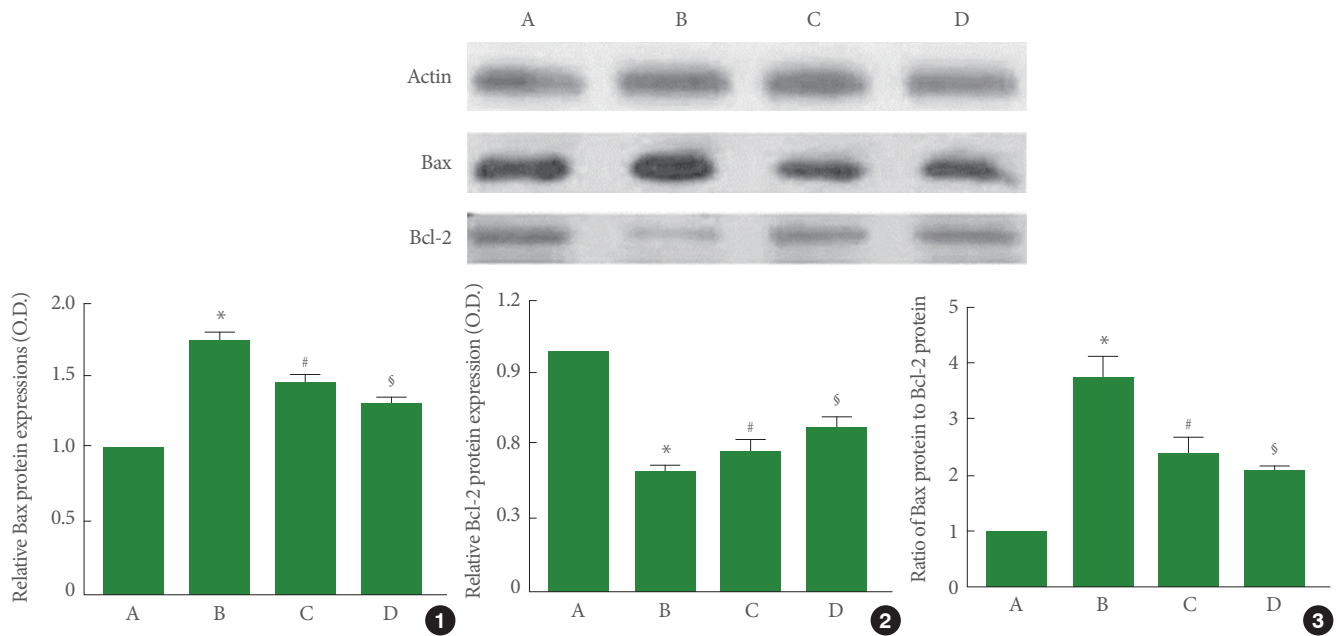 A B C D
Actin
Bax
Bcl-2
Relative Bax protein expressions (O.D.)
2.0
1.5
1.0
0.5
0
*
#
§
A B C D
1
Relative Bcl-2 protein expression (O.D.)
1.2
0.9
0.8
0.3
0
*
#
§
A B C D
2
Ratio of Bax protein to Bcl-2 protein
5
4
3
2
1
0
*
#
§
A B C D
3